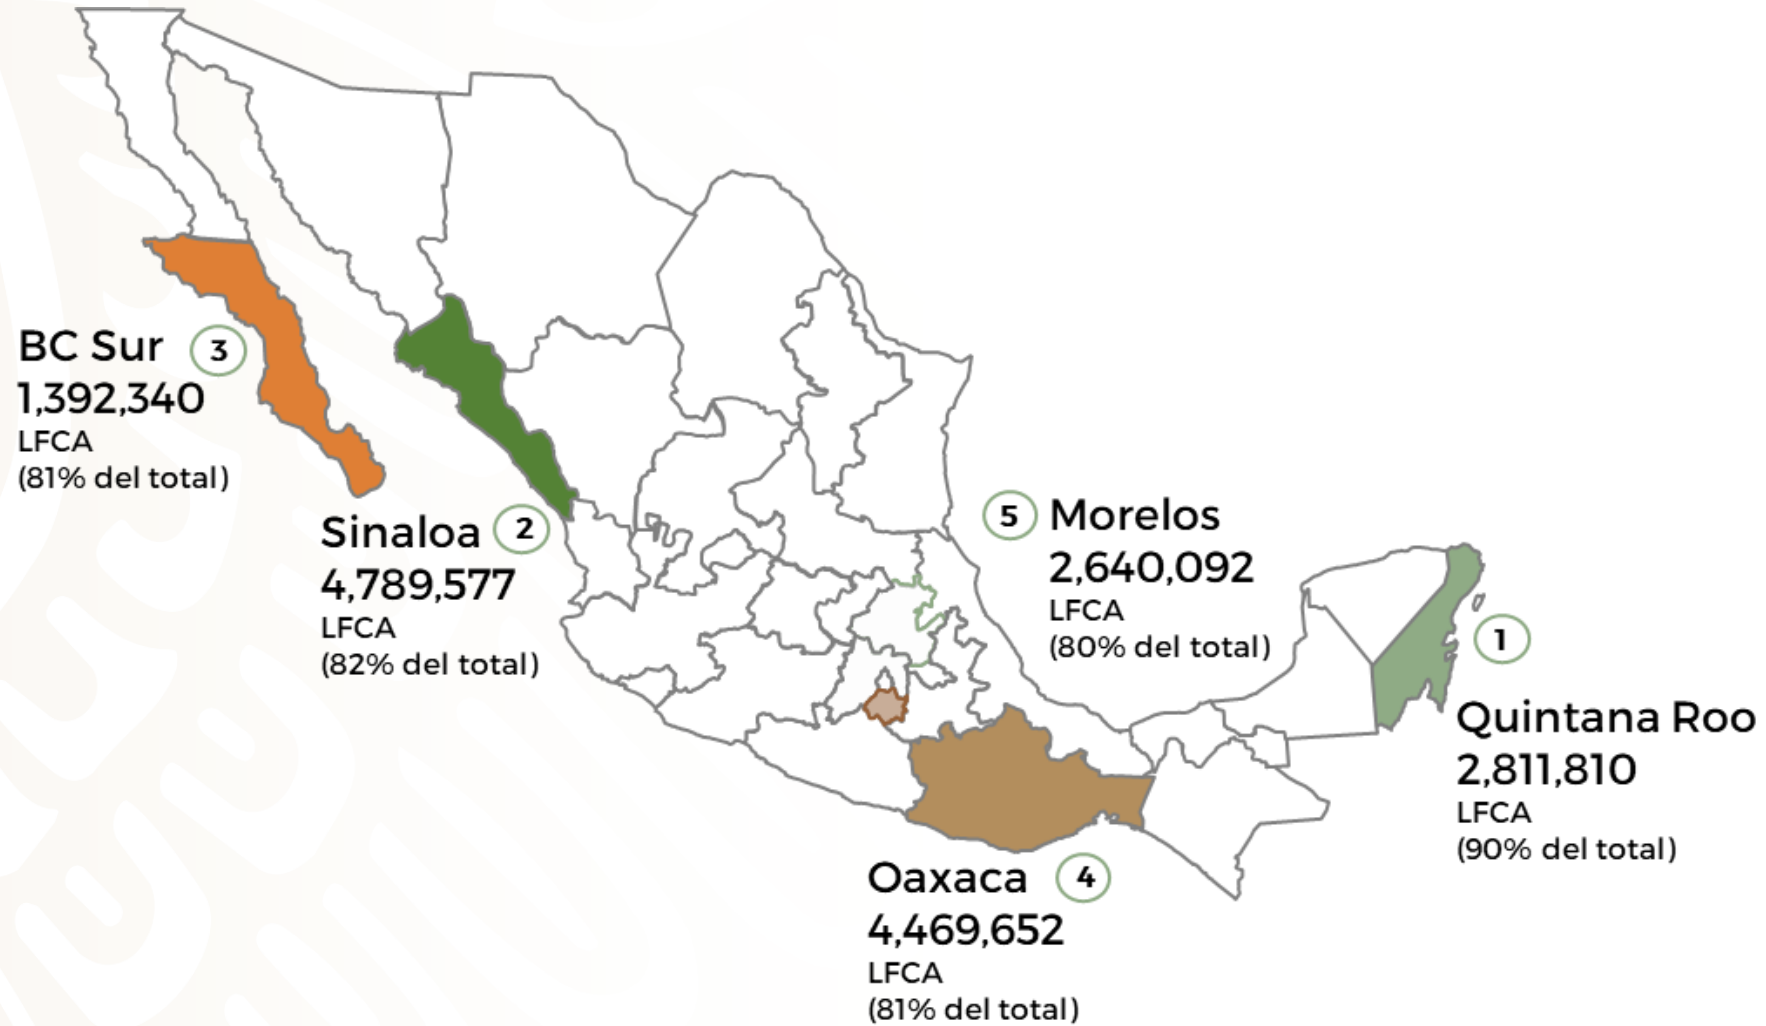 BC Sur 3
1,392,340
LFCA
(81% del total)
Sinaloa 2
4,789,577
LFCA
(82% del total)
5 Morelos
2,640,092
LFCA
(80% del total)
1
Quintana Roo
2,811,810
LFCA
(90% del total)
Oaxaca 4
4,469,652
LFCA
(81% del total)